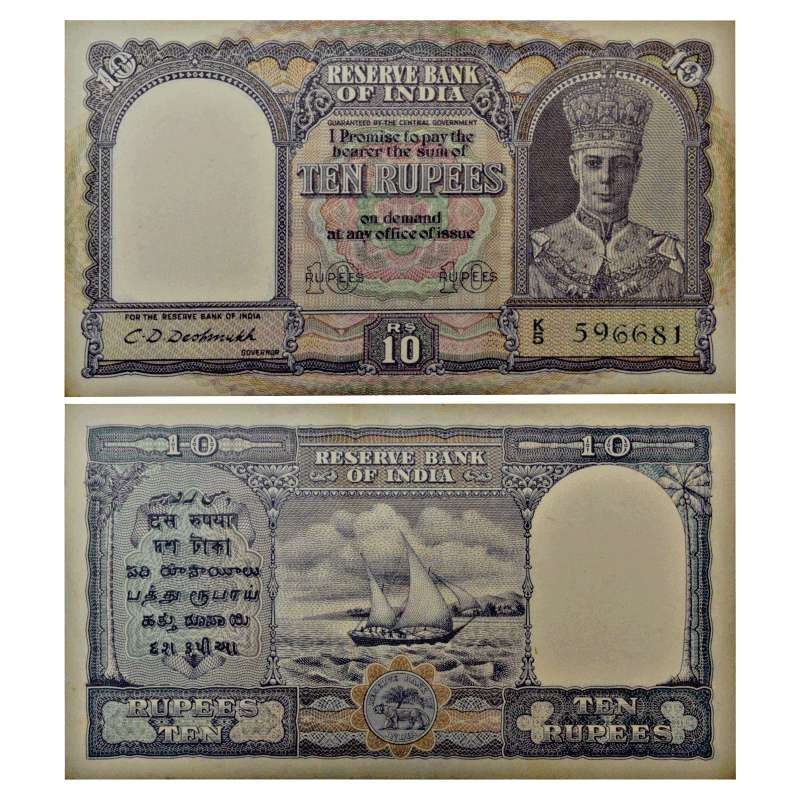 10
10
RESERVE BANK
OF INDIA
GUARANTEED BY THE CENTRAL GOVERNMENT
I Promise to pay the
bearer the sum of
TEN RUPEES
on demand
at any office of issue
10 RUPEES
10 RUPEES
FOR THE RESERVE BANK OF INDIA
C. D. Deshmukh
GOVERNOR
RS
10
K/5 596681
10
10
RESERVE BANK
OF INDIA
दस रुपया
দশ টাকা
பத்து ரூபாய்
દશ રૂપીઆ
RUPEES
TEN
TEN
RUPEES